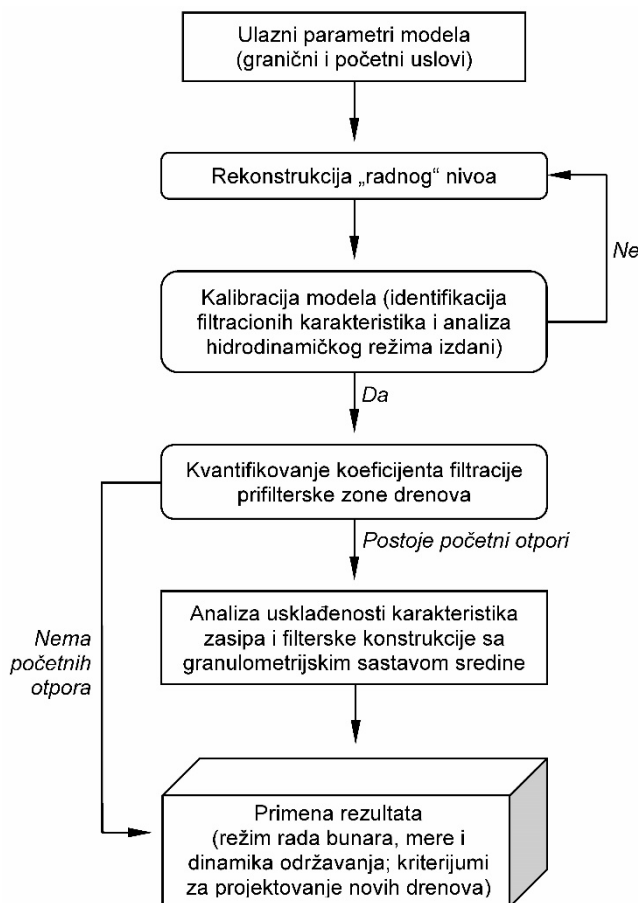 Ulazni parametri modela
(granični i početni uslovi)
Rekonstrukcija „radnog“ nivoa
Ne
Kalibracija modela (identifikacija
filtracionih karakteristika i analiza
hidrodinamičkog režima izdani)
Da
Kvantifikovanje koeficijenta filtracije
prifilterske zone drenova
Postoje početni otpori
Analiza usklađenosti karakteristika
zasipa i filterske konstrukcije sa
granulometrijskim sastavom sredine
Nema
početnih
otpora
Primena rezultata
(režim rada bunara, mere i
dinamika održavanja; kriterijumi
za projektovanje novih drenova)